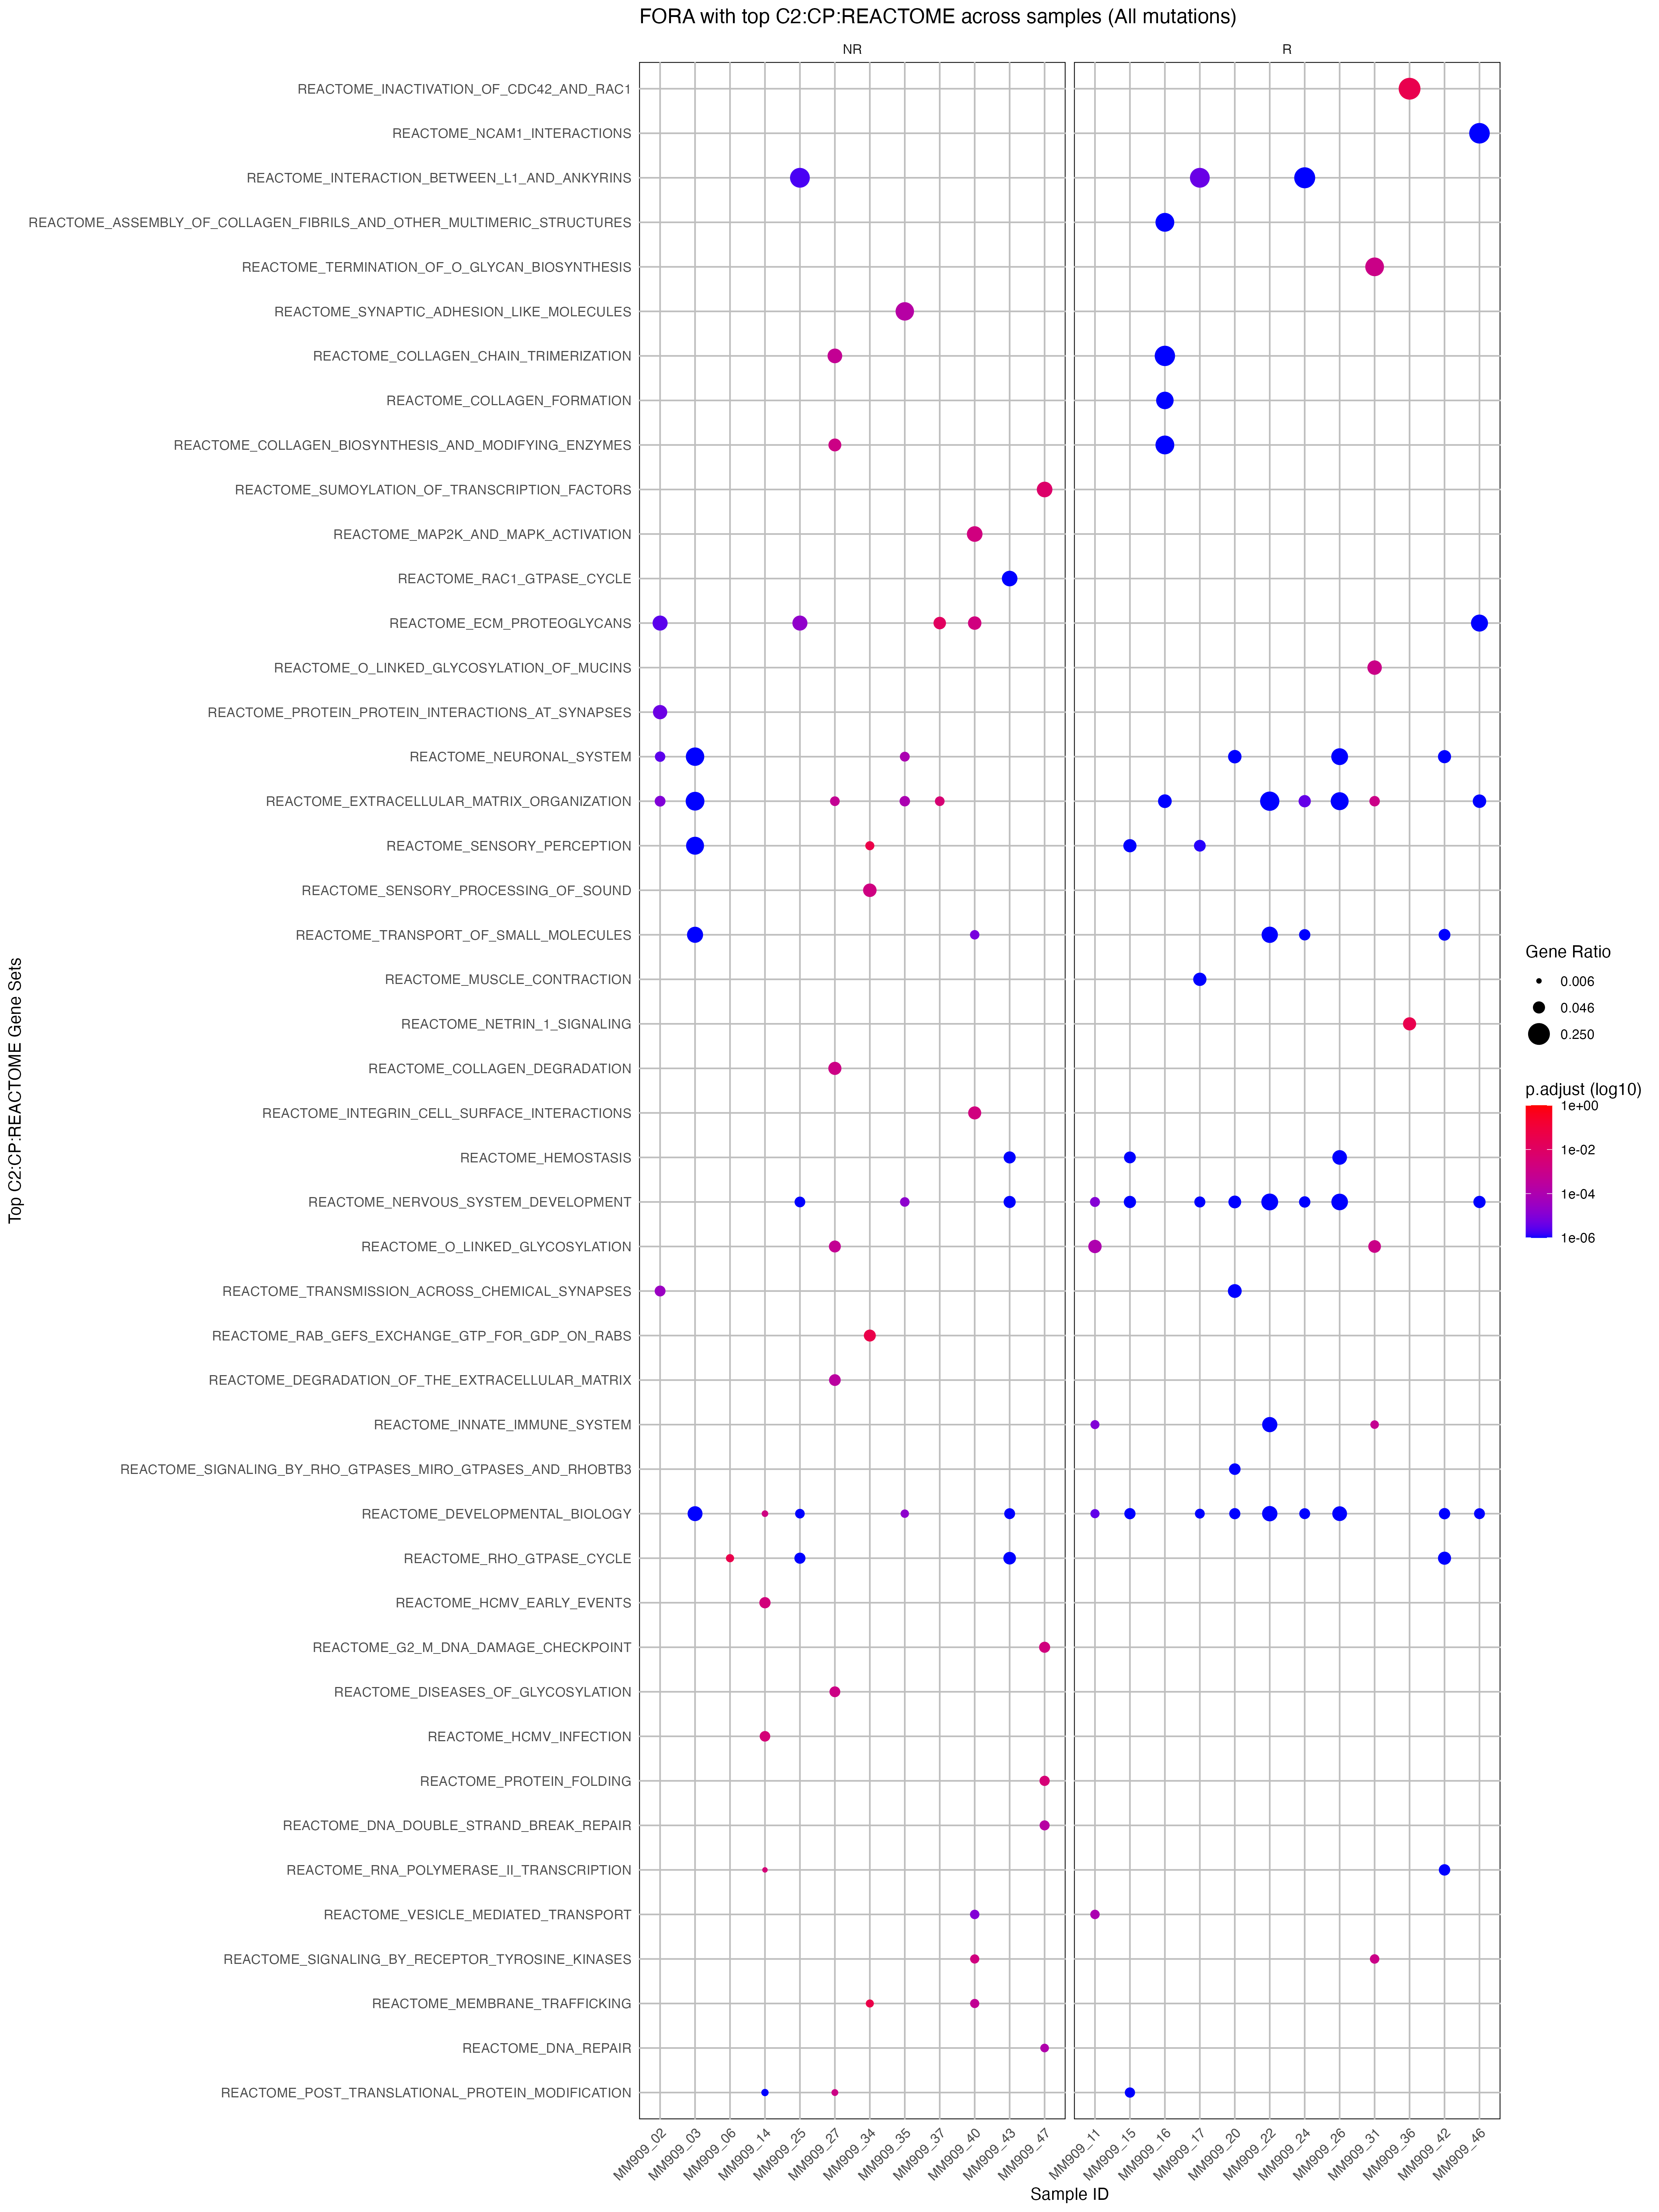 FORA with top C2:CP:REACTOME across samples (All mutations)
NR
R
REACTOME_INACTIVATION_OF_CDC42_AND_RAC1
REACTOME_NCAM1_INTERACTIONS
REACTOME_INTERACTION_BETWEEN_L1_AND_ANKYRINS
REACTOME_ASSEMBLY_OF_COLLAGEN_FIBRILS_AND_OTHER_MULTIMERIC_STRUCTURES
REACTOME_TERMINATION_OF_O_GLYCAN_BIOSYNTHESIS
REACTOME_SYNAPTIC_ADHESION_LIKE_MOLECULES
REACTOME_COLLAGEN_CHAIN_TRIMERIZATION
REACTOME_COLLAGEN_FORMATION
REACTOME_COLLAGEN_BIOSYNTHESIS_AND_MODIFYING_ENZYMES
REACTOME_SUMOYLATION_OF_TRANSCRIPTION_FACTORS
REACTOME_MAP2K_AND_MAPK_ACTIVATION
REACTOME_RAC1_GTPASE_CYCLE
REACTOME_ECM_PROTEOGLYCANS
REACTOME_O_LINKED_GLYCOSYLATION_OF_MUCINS
REACTOME_PROTEIN_PROTEIN_INTERACTIONS_AT_SYNAPSES
REACTOME_NEURONAL_SYSTEM
REACTOME_EXTRACELLULAR_MATRIX_ORGANIZATION
REACTOME_SENSORY_PERCEPTION
REACTOME_SENSORY_PROCESSING_OF_SOUND
REACTOME_TRANSPORT_OF_SMALL_MOLECULES
REACTOME_MUSCLE_CONTRACTION
REACTOME_NETRIN_1_SIGNALING
REACTOME_COLLAGEN_DEGRADATION
REACTOME_INTEGRIN_CELL_SURFACE_INTERACTIONS
REACTOME_HEMOSTASIS
REACTOME_NERVOUS_SYSTEM_DEVELOPMENT
REACTOME_O_LINKED_GLYCOSYLATION
REACTOME_TRANSMISSION_ACROSS_CHEMICAL_SYNAPSES
REACTOME_RAB_GEFS_EXCHANGE_GTP_FOR_GDP_ON_RABS
REACTOME_DEGRADATION_OF_THE_EXTRACELLULAR_MATRIX
REACTOME_INNATE_IMMUNE_SYSTEM
REACTOME_SIGNALING_BY_RHO_GTPASES_MIRO_GTPASES_AND_RHOBTB3
REACTOME_DEVELOPMENTAL_BIOLOGY
REACTOME_RHO_GTPASE_CYCLE
REACTOME_HCMV_EARLY_EVENTS
REACTOME_G2_M_DNA_DAMAGE_CHECKPOINT
REACTOME_DISEASES_OF_GLYCOSYLATION
REACTOME_HCMV_INFECTION
REACTOME_PROTEIN_FOLDING
REACTOME_DNA_DOUBLE_STRAND_BREAK_REPAIR
REACTOME_RNA_POLYMERASE_II_TRANSCRIPTION
REACTOME_VESICLE_MEDIATED_TRANSPORT
REACTOME_SIGNALING_BY_RECEPTOR_TYROSINE_KINASES
REACTOME_MEMBRANE_TRAFFICKING
REACTOME_DNA_REPAIR
REACTOME_POST_TRANSLATIONAL_PROTEIN_MODIFICATION
Top C2:CP:REACTOME Gene Sets
MM909_02
MM909_03
MM909_06
MM909_14
MM909_25
MM909_27
MM909_34
MM909_35
MM909_37
MM909_40
MM909_43
MM909_47
MM909_11
MM909_15
MM909_16
MM909_17
MM909_20
MM909_22
MM909_24
MM909_26
MM909_31
MM909_36
MM909_42
MM909_46
Sample ID
Gene Ratio
0.006
0.046
0.250
p.adjust (log10)
1e+00
1e-02
1e-04
1e-06